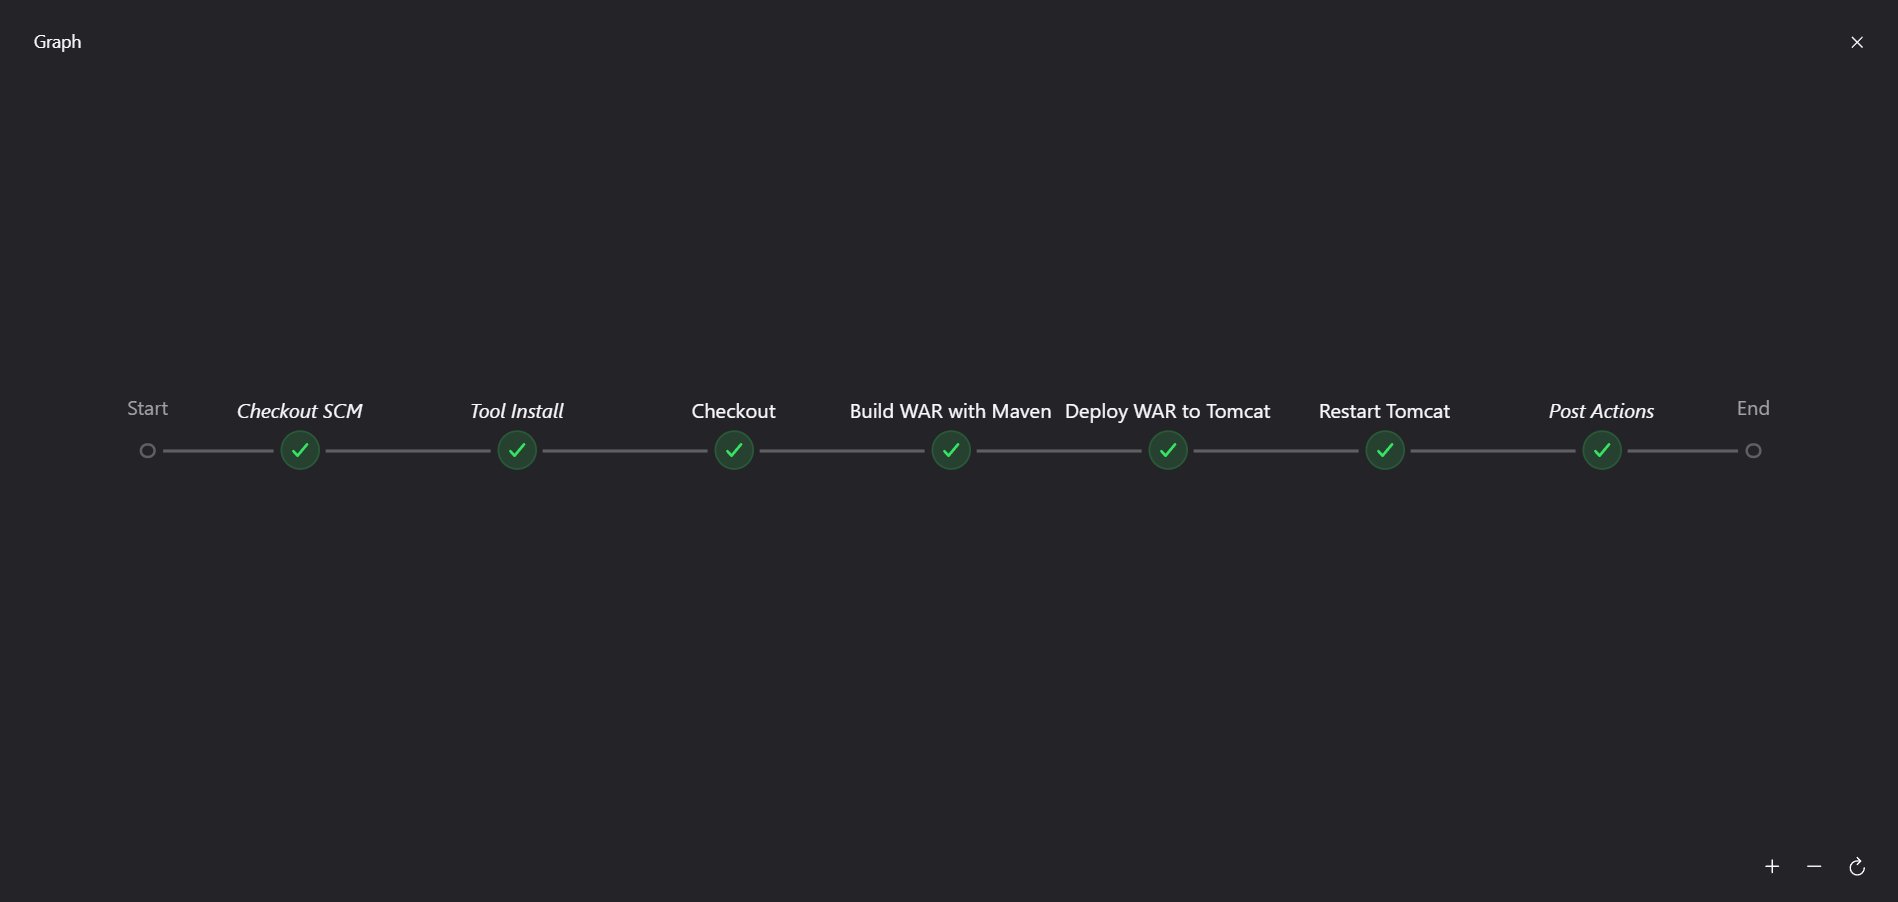 Graph
Start
Checkout SCM
Tool Install
Checkout
Build WAR with Maven
Deploy WAR to Tomcat
Restart Tomcat
Post Actions
End